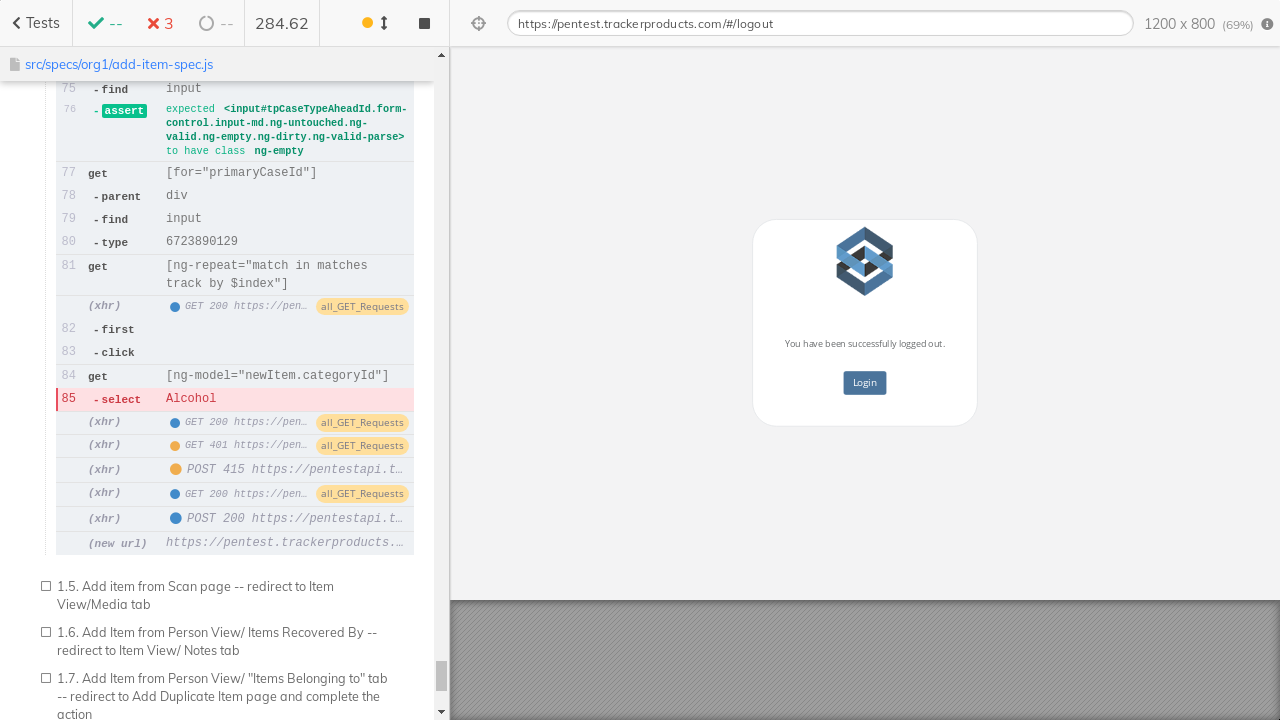 Tests
--
3
--
284.62
https://pentest.trackerproducts.com/#/logout
1200 x 800 (69%)
src/specs/org1/add-item-spec.js
75 - find input
76 - assert expected <input#tpCaseTypeAheadId.form-
control.input-md.ng-untouched.ng-
valid.ng-empty.ng-dirty.ng-valid-parse>
to have class ng-empty
77 get [for="primaryCaseId"]
78 - parent div
79 - find input
80 - type 6723890129
81 get [ng-repeat="match in matches
track by $index"]
(xhr) GET 200 https://pen… all_GET_Requests
82 - first
83 - click
84 get [ng-model="newItem.categoryId"]
85 - select Alcohol
(xhr) GET 200 https://pen… all_GET_Requests
(xhr) GET 401 https://pen… all_GET_Requests
(xhr) POST 415 https://pentestapi.t…
(xhr) GET 200 https://pen… all_GET_Requests
(xhr) POST 200 https://pentestapi.t…
(new url) https://pentest.trackerproducts.…
1.5. Add item from Scan page -- redirect to Item
View/Media tab
1.6. Add Item from Person View/ Items Recovered By --
redirect to Item View/ Notes tab
1.7. Add Item from Person View/ "Items Belonging to" tab
-- redirect to Add Duplicate Item page and complete the
action
You have been successfully logged out.
Login